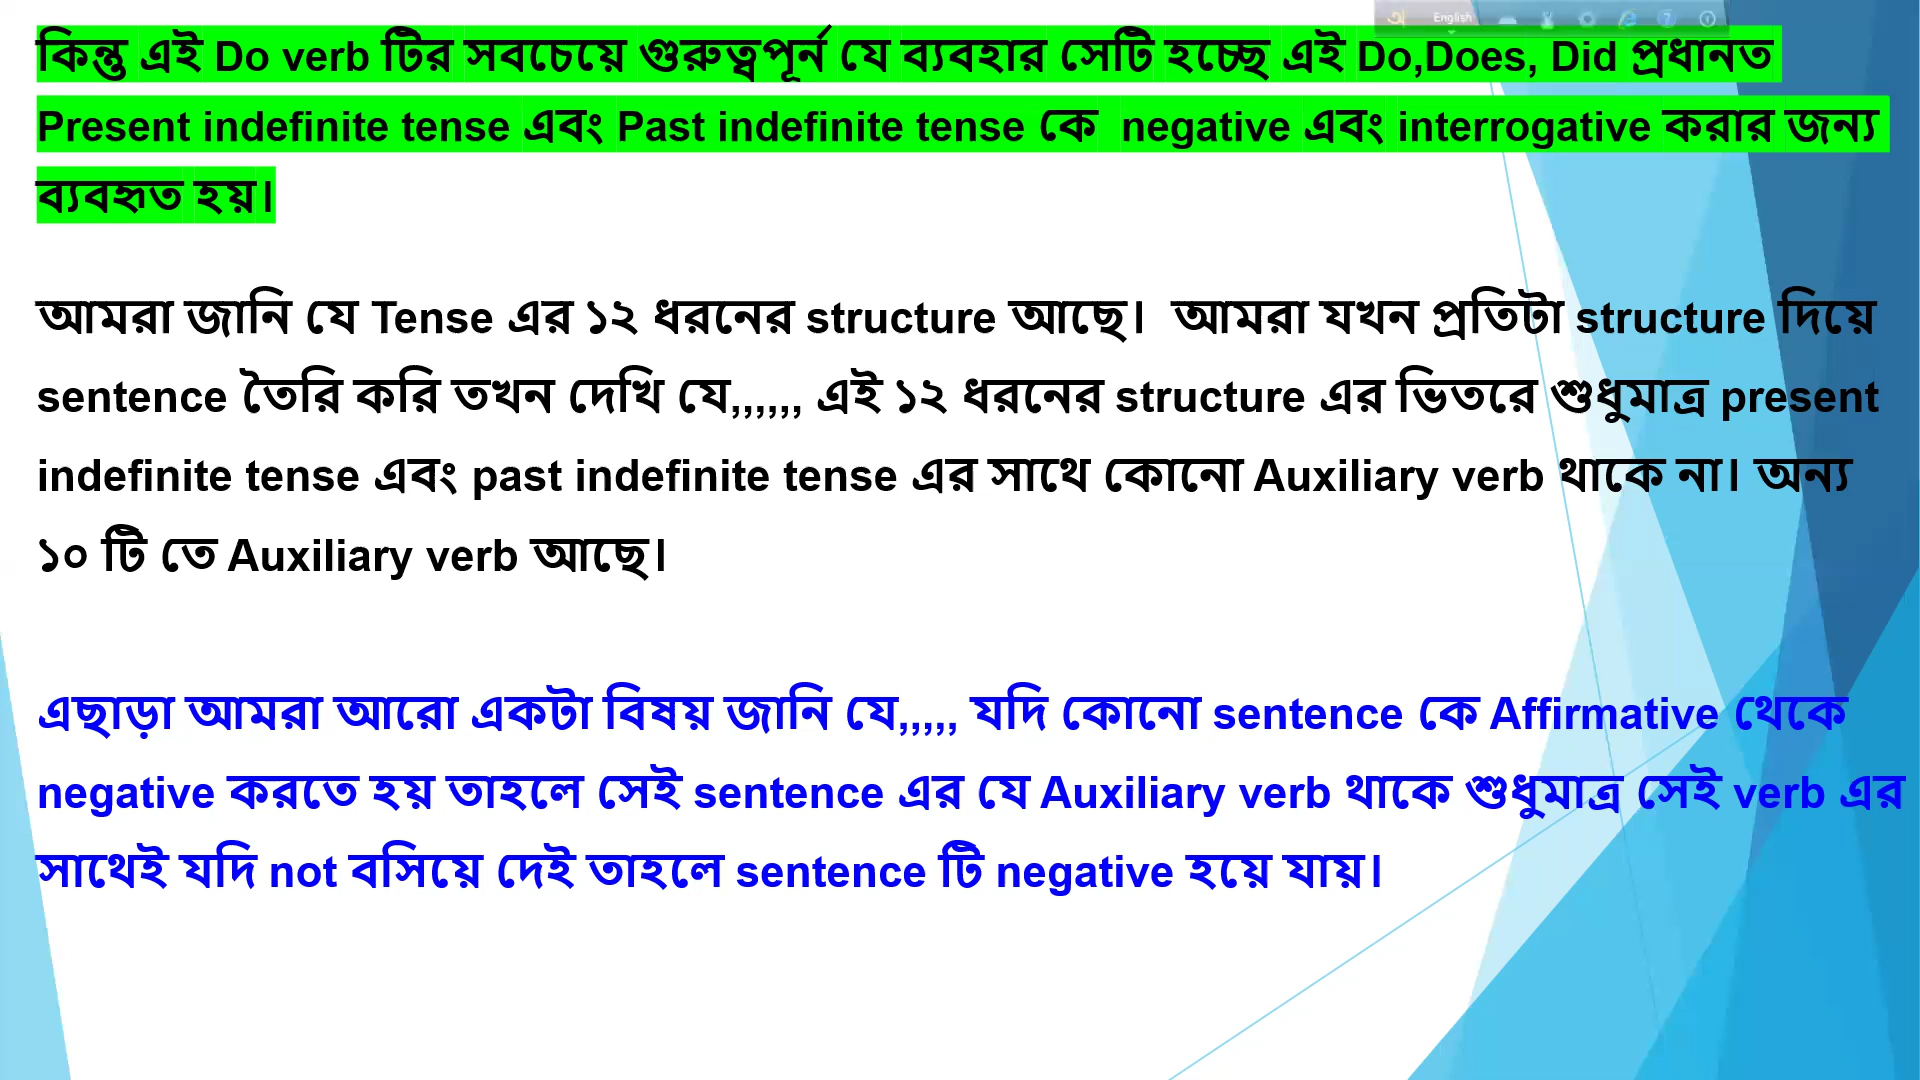 English
কিন্তু এই Do verb টির সবচেয়ে গুরুত্বপূর্ন যে ব্যবহার সেটি হচ্ছে এই Do,Does, Did প্রধানত
Present indefinite tense এবং Past indefinite tense কে negative এবং interrogative করার জন্য
ব্যবহৃত হয়।
আমরা জানি যে Tense এর ১২ ধরনের structure আছে। আমরা যখন প্রতিটা structure দিয়ে
sentence তৈরি করি তখন দেখি যে,,,,,, এই ১২ ধরনের structure এর ভিতরে শুধুমাত্র present
indefinite tense এবং past indefinite tense এর সাথে কোনো Auxiliary verb থাকে না। অন্য
১০ টি তে Auxiliary verb আছে।
এছাড়া আমরা আরো একটা বিষয় জানি যে,,,,, যদি কোনো sentence কে Affirmative থেকে
negative করতে হয় তাহলে সেই sentence এর যে Auxiliary verb থাকে শুধুমাত্র সেই verb এর
সাথেই যদি not বসিয়ে দেই তাহলে sentence টি negative হয়ে যায়।